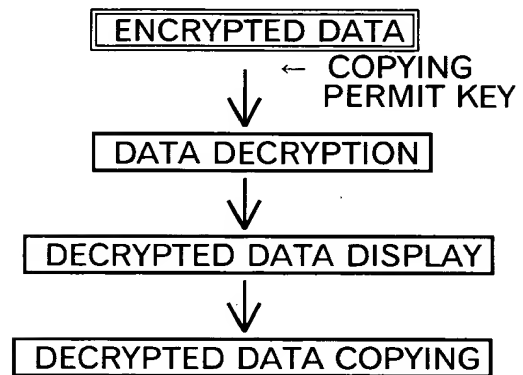 ENCRYPTED DATA
← COPYING
PERMIT KEY
DATA DECRYPTION
DECRYPTED DATA DISPLAY
DECRYPTED DATA COPYING